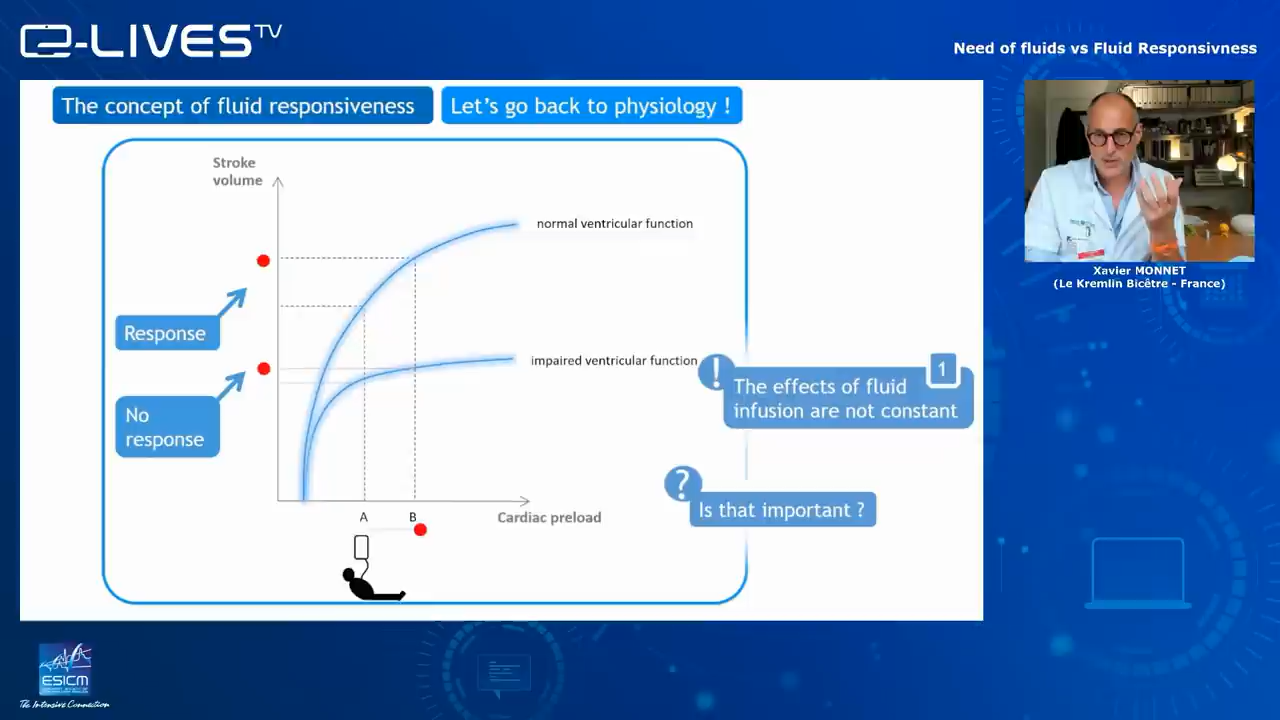 e-LIVES TV
Need of fluids vs Fluid Responsivness
The concept of fluid responsiveness
Let's go back to physiology !
Stroke
volume
normal ventricular function
Response
impaired ventricular function
No
response
!
1
The effects of fluid
infusion are not constant
?
Is that important ?
A
B
Cardiac preload
Xavier MONNET
(Le Kremlin Bicêtre - France)
ESICM
The Intensive Connection